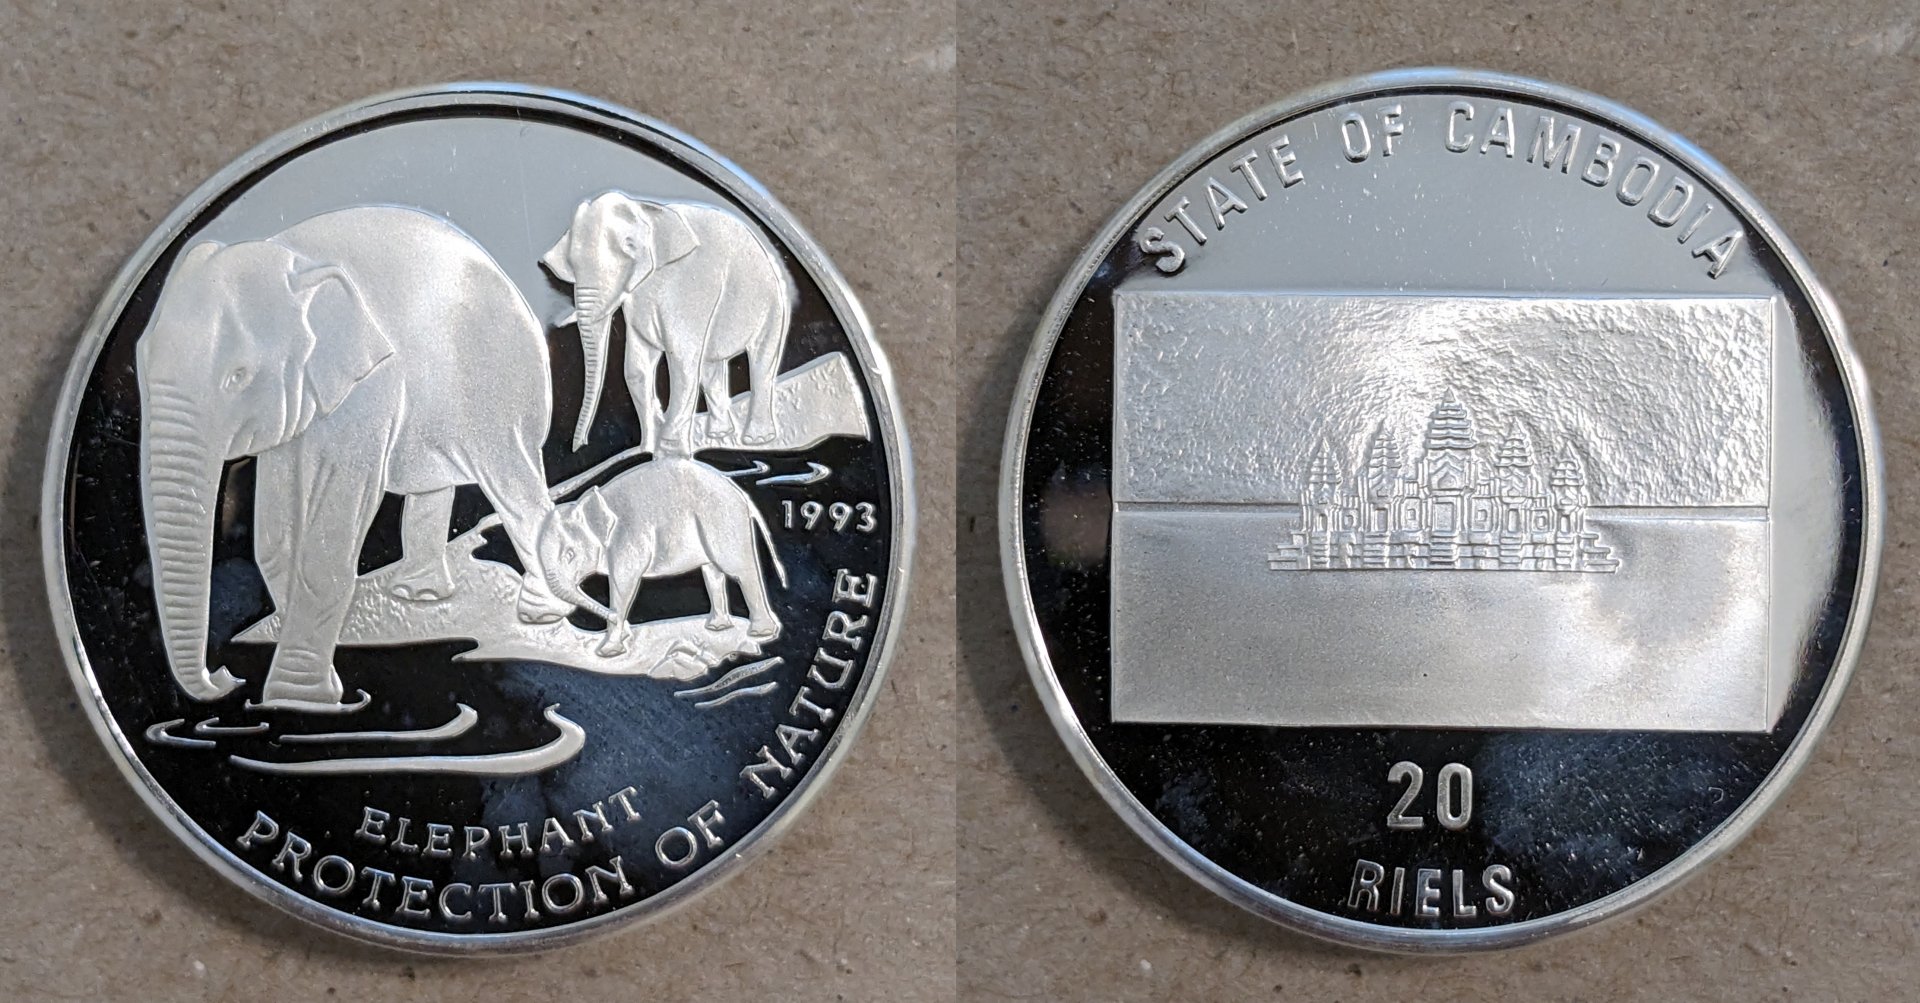 1993
ELEPHANT
PROTECTION OF NATURE
STATE OF CAMBODIA
20
RIELS